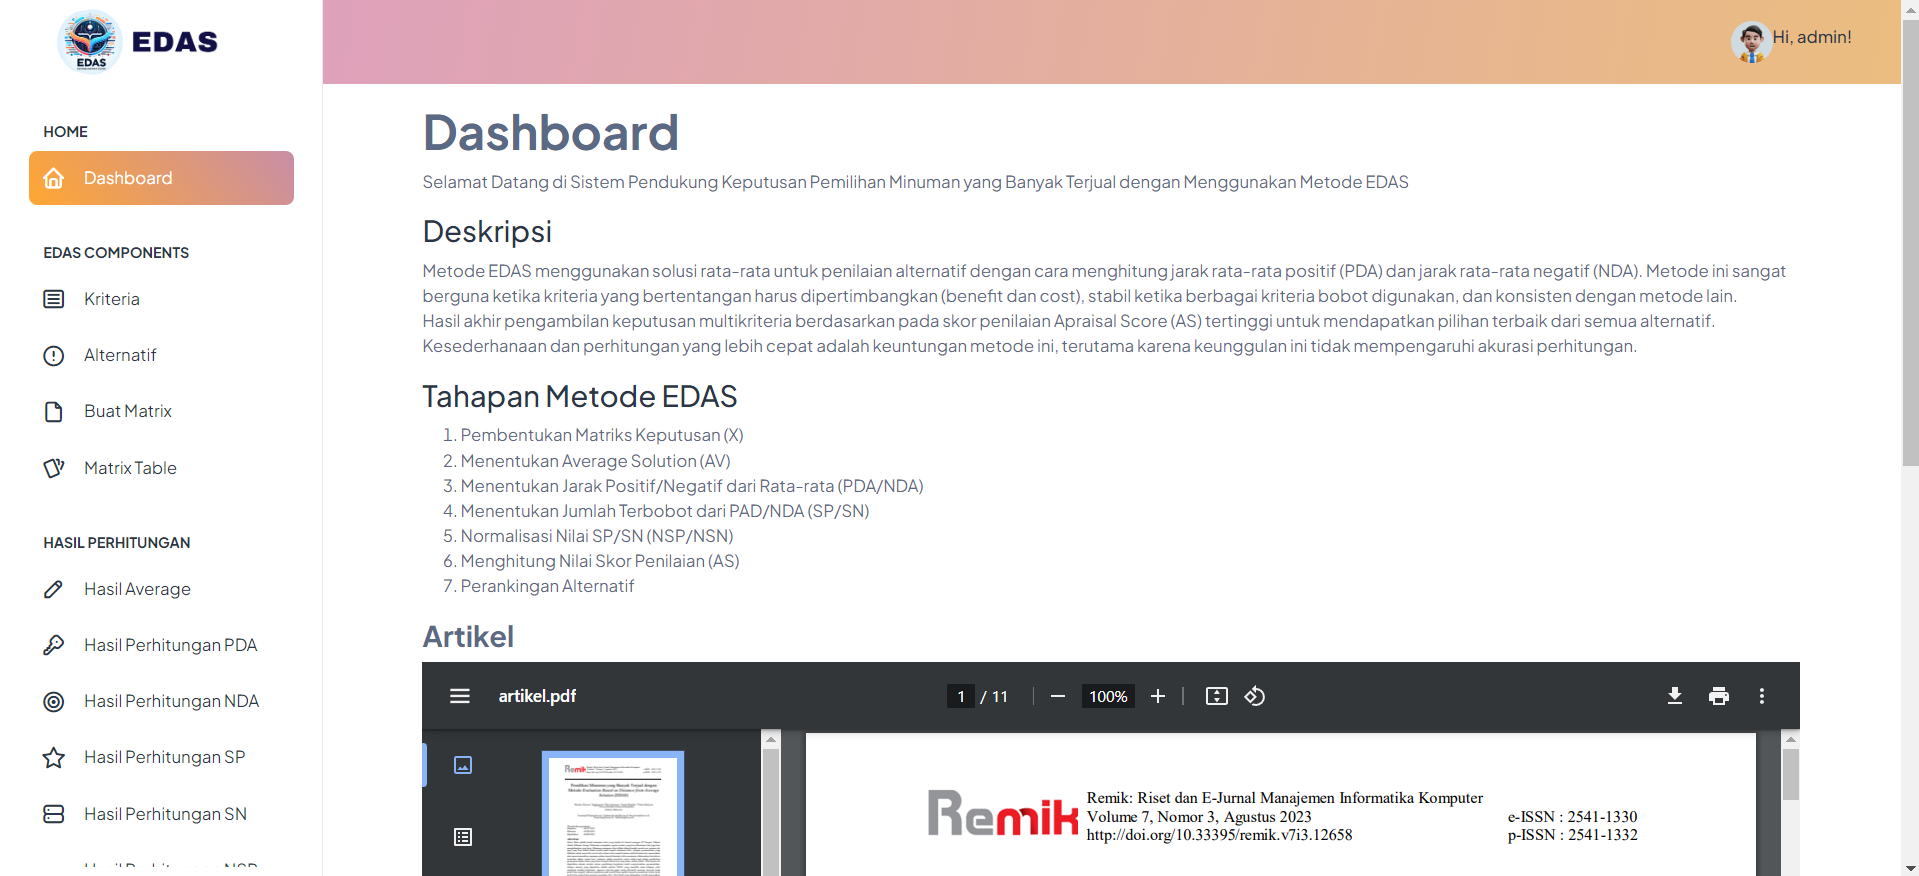 EDAS
EDAS
Hi, admin!
HOME
Dashboard
EDAS COMPONENTS
Kriteria
Alternatif
Buat Matrix
Matrix Table
HASIL PERHITUNGAN
Hasil Average
Hasil Perhitungan PDA
Hasil Perhitungan NDA
Hasil Perhitungan SP
Hasil Perhitungan SN
Dashboard
Selamat Datang di Sistem Pendukung Keputusan Pemilihan Minuman yang Banyak Terjual dengan Menggunakan Metode EDAS
Deskripsi
Metode EDAS menggunakan solusi rata-rata untuk penilaian alternatif dengan cara menghitung jarak rata-rata positif (PDA) dan jarak rata-rata negatif (NDA). Metode ini sangat
berguna ketika kriteria yang bertentangan harus dipertimbangkan (benefit dan cost), stabil ketika berbagai kriteria bobot digunakan, dan konsisten dengan metode lain.
Hasil akhir pengambilan keputusan multikriteria berdasarkan pada skor penilaian Apraisal Score (AS) tertinggi untuk mendapatkan pilihan terbaik dari semua alternatif.
Kesederhanaan dan perhitungan yang lebih cepat adalah keuntungan metode ini, terutama karena keunggulan ini tidak mempengaruhi akurasi perhitungan.
Tahapan Metode EDAS
1. Pembentukan Matriks Keputusan (X)
2. Menentukan Average Solution (AV)
3. Menentukan Jarak Positif/Negatif dari Rata-rata (PDA/NDA)
4. Menentukan Jumlah Terbobot dari PAD/NDA (SP/SN)
5. Normalisasi Nilai SP/SN (NSP/NSN)
6. Menghitung Nilai Skor Penilaian (AS)
7. Perankingan Alternatif
Artikel
artikel.pdf
1 / 11
100%
Remik
Remik: Riset dan E-Jurnal Manajemen Informatika Komputer
Volume 7, Nomor 3, Agustus 2023
http://doi.org/10.33395/remik.v7i3.12658
e-ISSN : 2541-1330
p-ISSN : 2541-1332